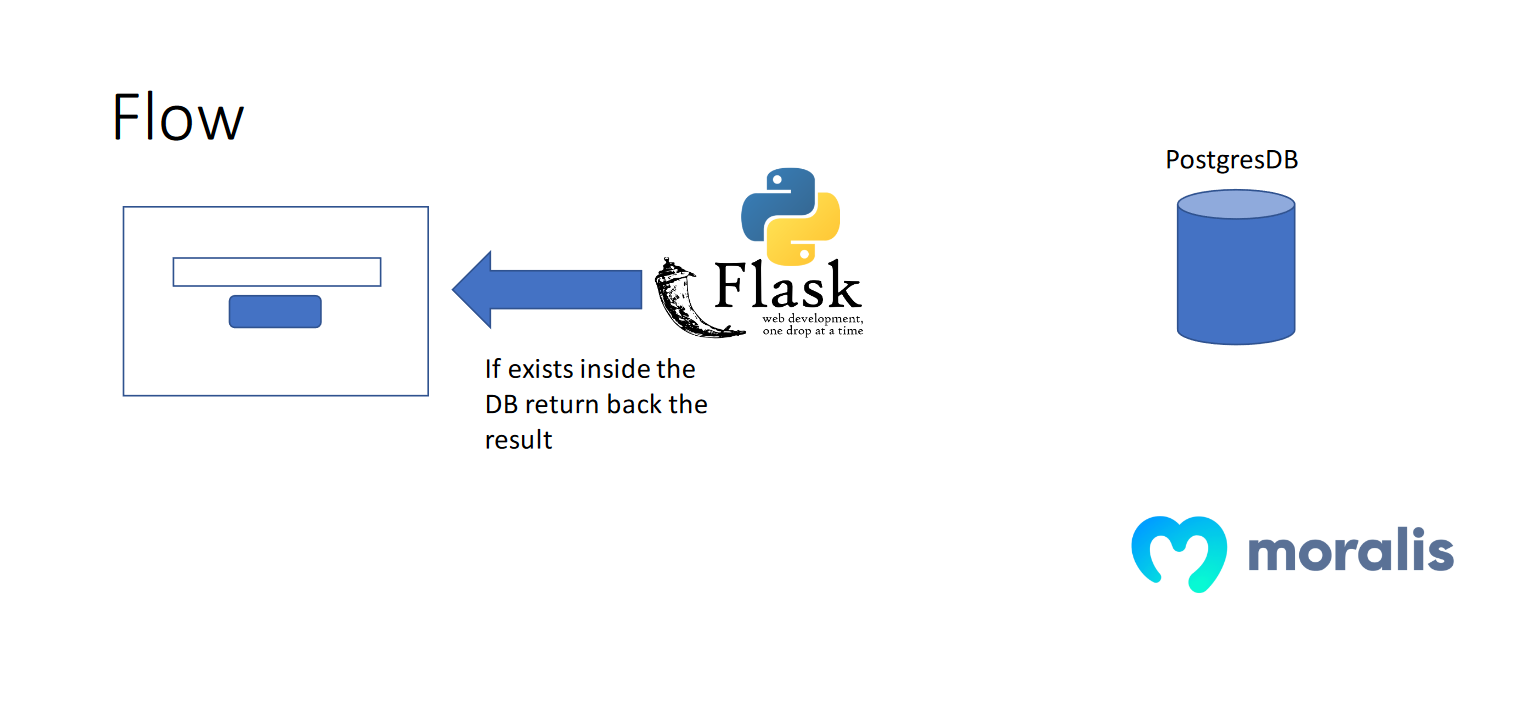 Flow
PostgresDB
Flask
web development,
one drop at a time
If exists inside the
DB return back the
result
moralis